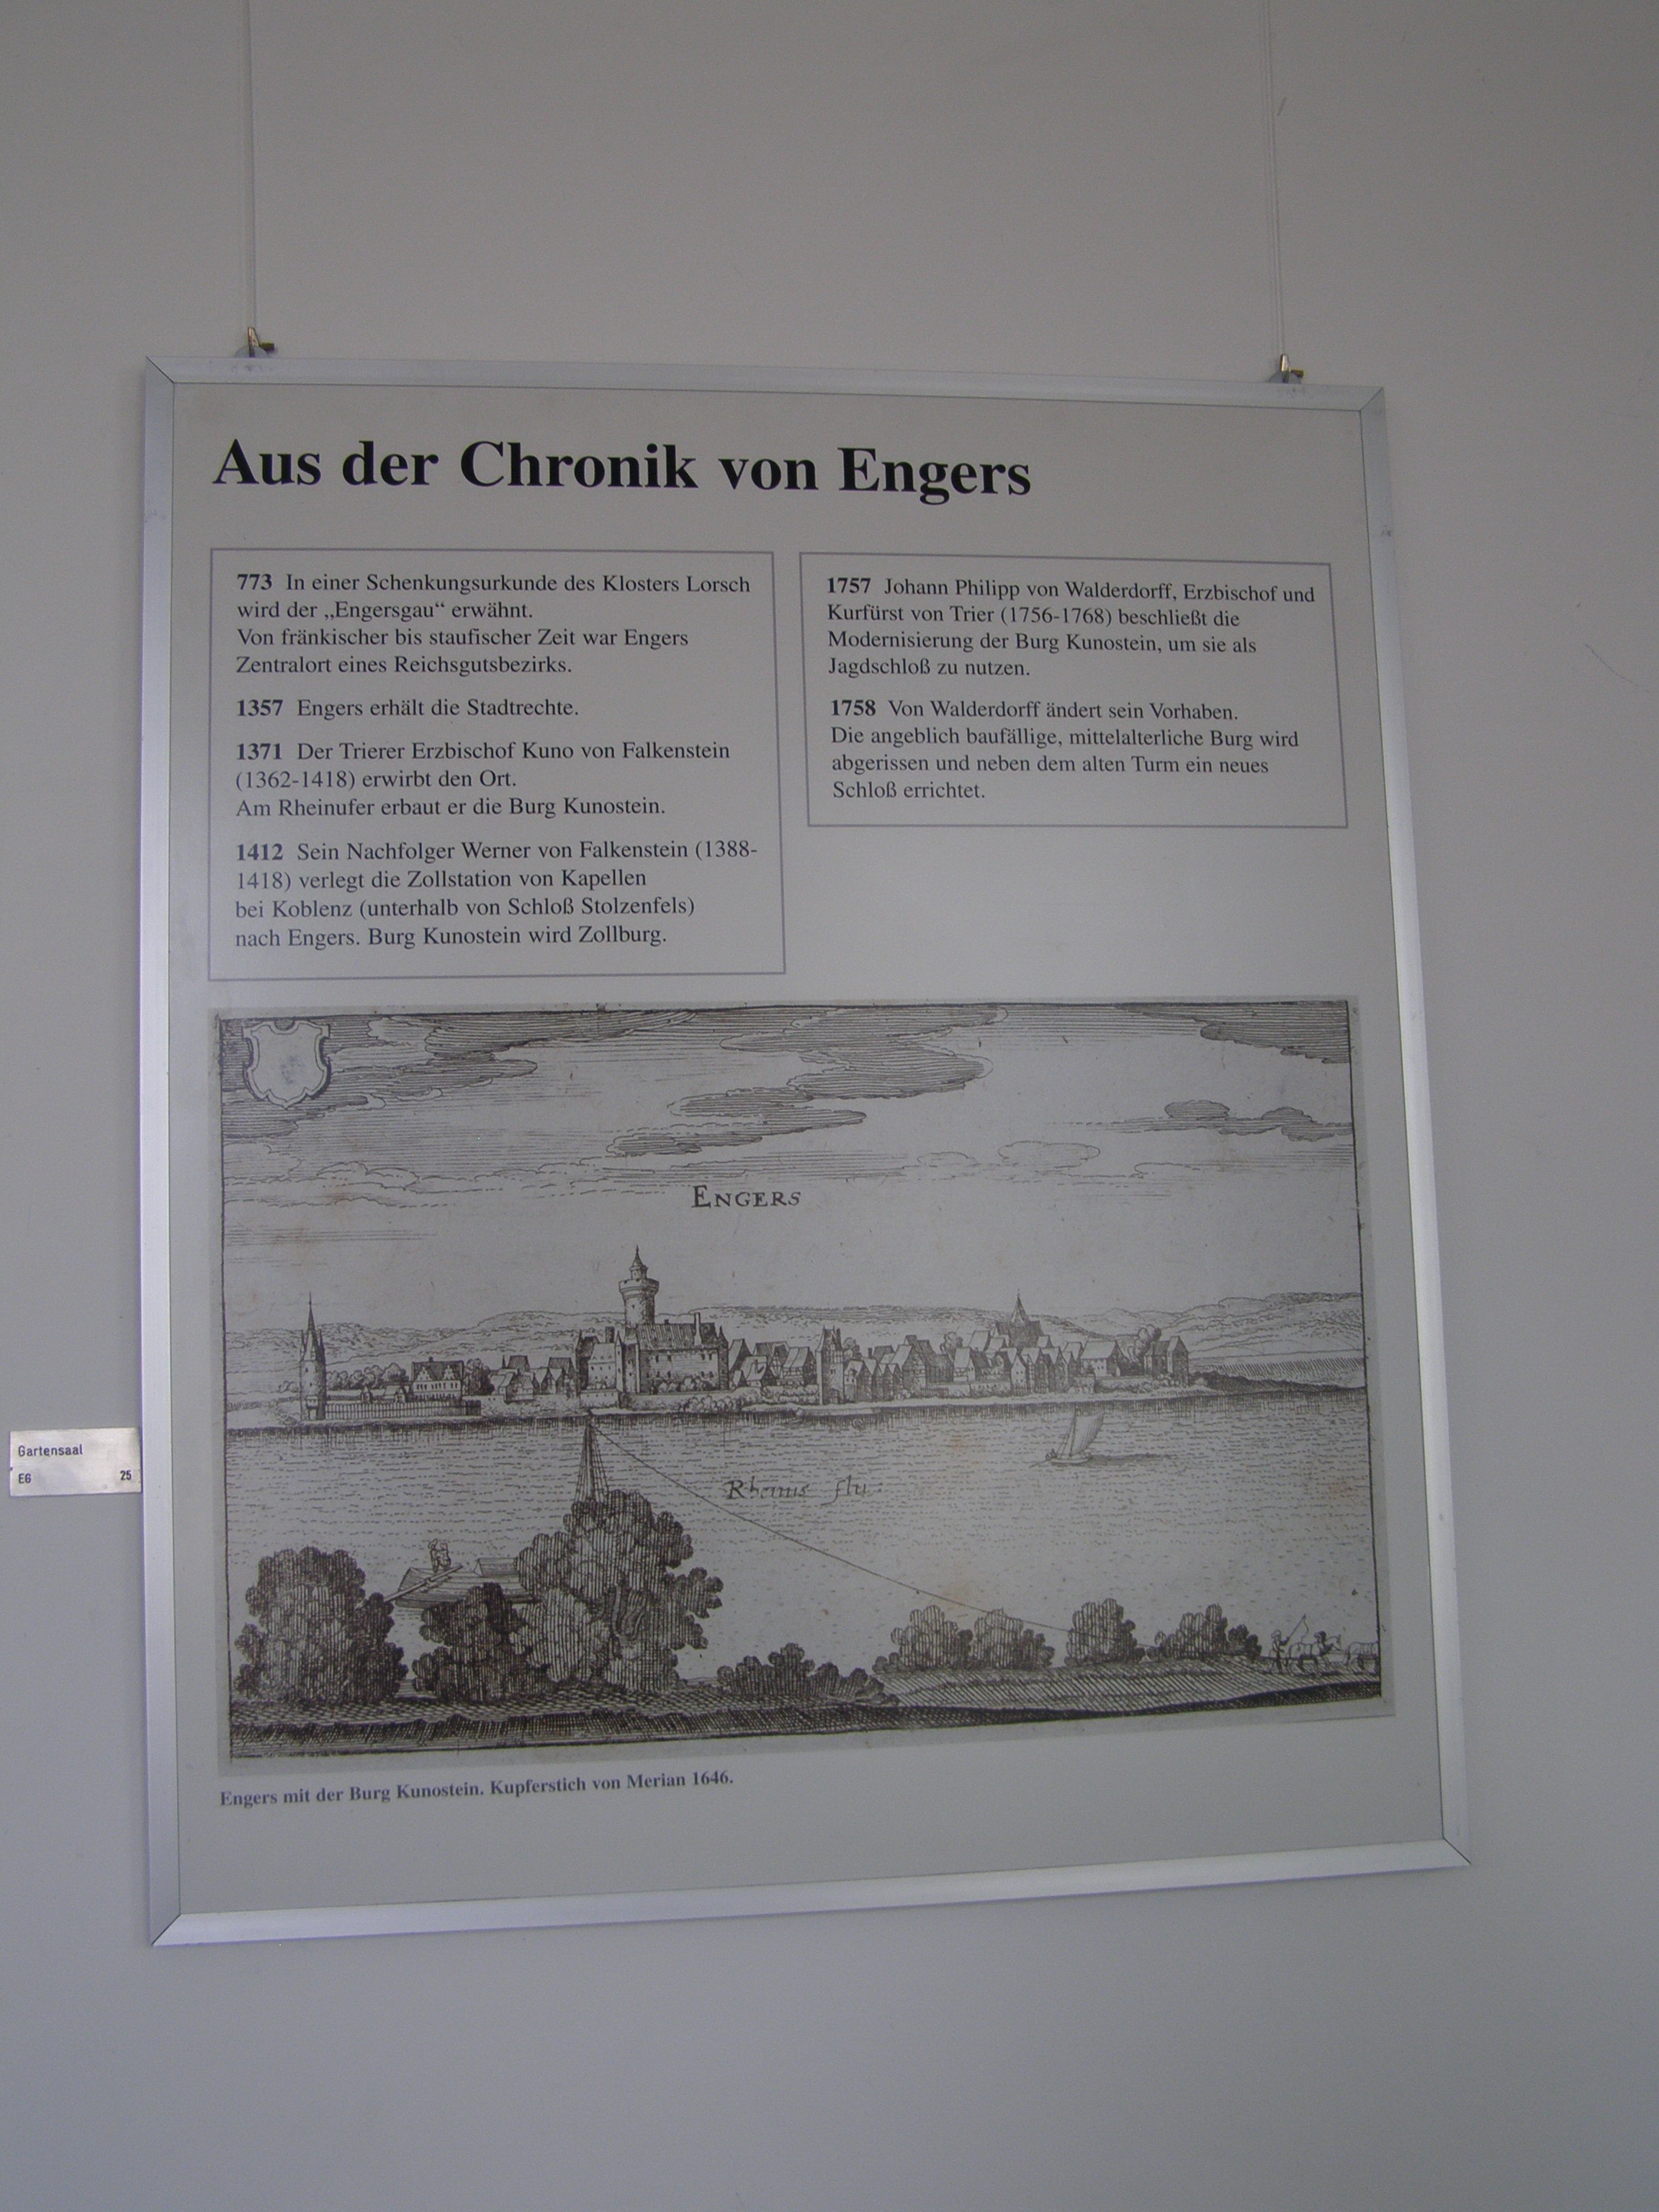 Aus der Chronik von Engers
773 In einer Schenkungsurkunde des Klosters Lorsch
wird der „Engersgau“ erwähnt.
Von fränkischer bis staufischer Zeit war Engers
Zentralort eines Reichsgutsbezirks.
1357 Engers erhält die Stadtrechte.
1371 Der Trierer Erzbischof Kuno von Falkenstein
(1362-1418) erwirbt den Ort.
Am Rheinufer erbaut er die Burg Kunostein.
1412 Sein Nachfolger Werner von Falkenstein (1388-
1418) verlegt die Zollstation von Kapellen
bei Koblenz (unterhalb von Schloß Stolzenfels)
nach Engers. Burg Kunostein wird Zollburg.
1757 Johann Philipp von Walderdorff, Erzbischof und
Kurfürst von Trier (1756-1768) beschließt die
Modernisierung der Burg Kunostein, um sie als
Jagdschloß zu nutzen.
1758 Von Walderdorff ändert sein Vorhaben.
Die angeblich baufällige, mittelalterliche Burg wird
abgerissen und neben dem alten Turm ein neues
Schloß errichtet.
ENGERS
Rhenus flu:
Engers mit der Burg Kunostein. Kupferstich von Merian 1646.
Gartensaal
E6 25